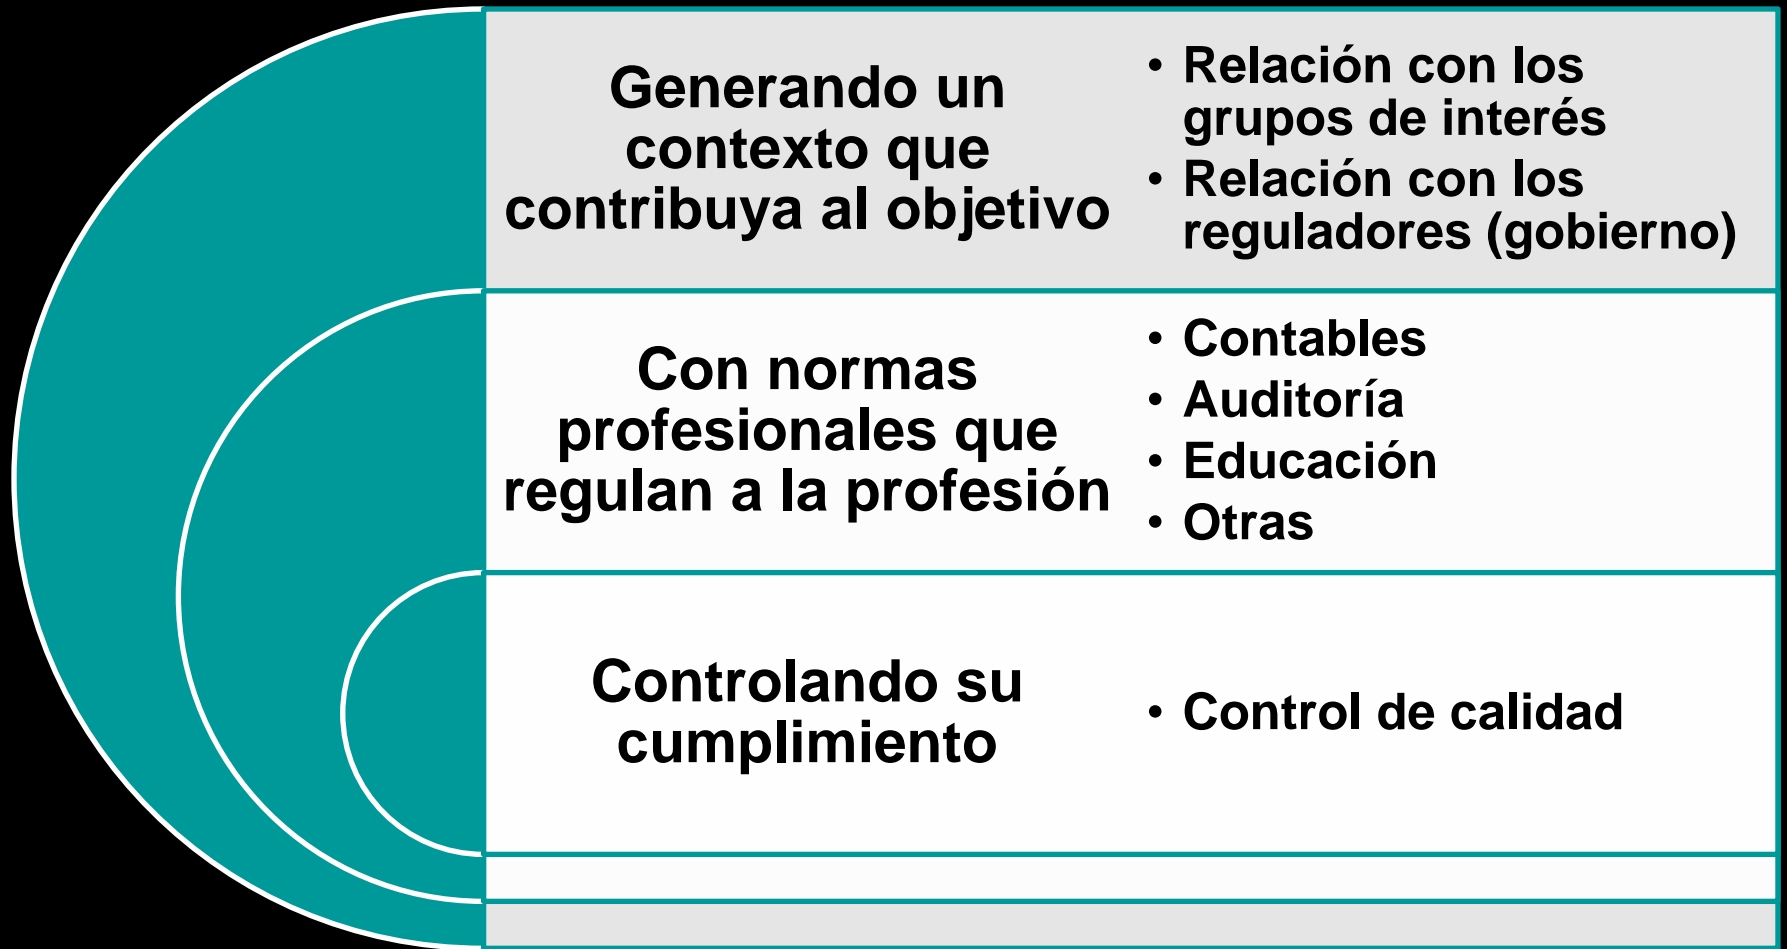 Generando un
contexto que
contribuya al objetivo
• Relación con los
grupos de interés
• Relación con los
reguladores (gobierno)
Con normas
profesionales que
regulan a la profesión
• Contables
• Auditoría
• Educación
• Otras
Controlando su
cumplimiento
• Control de calidad